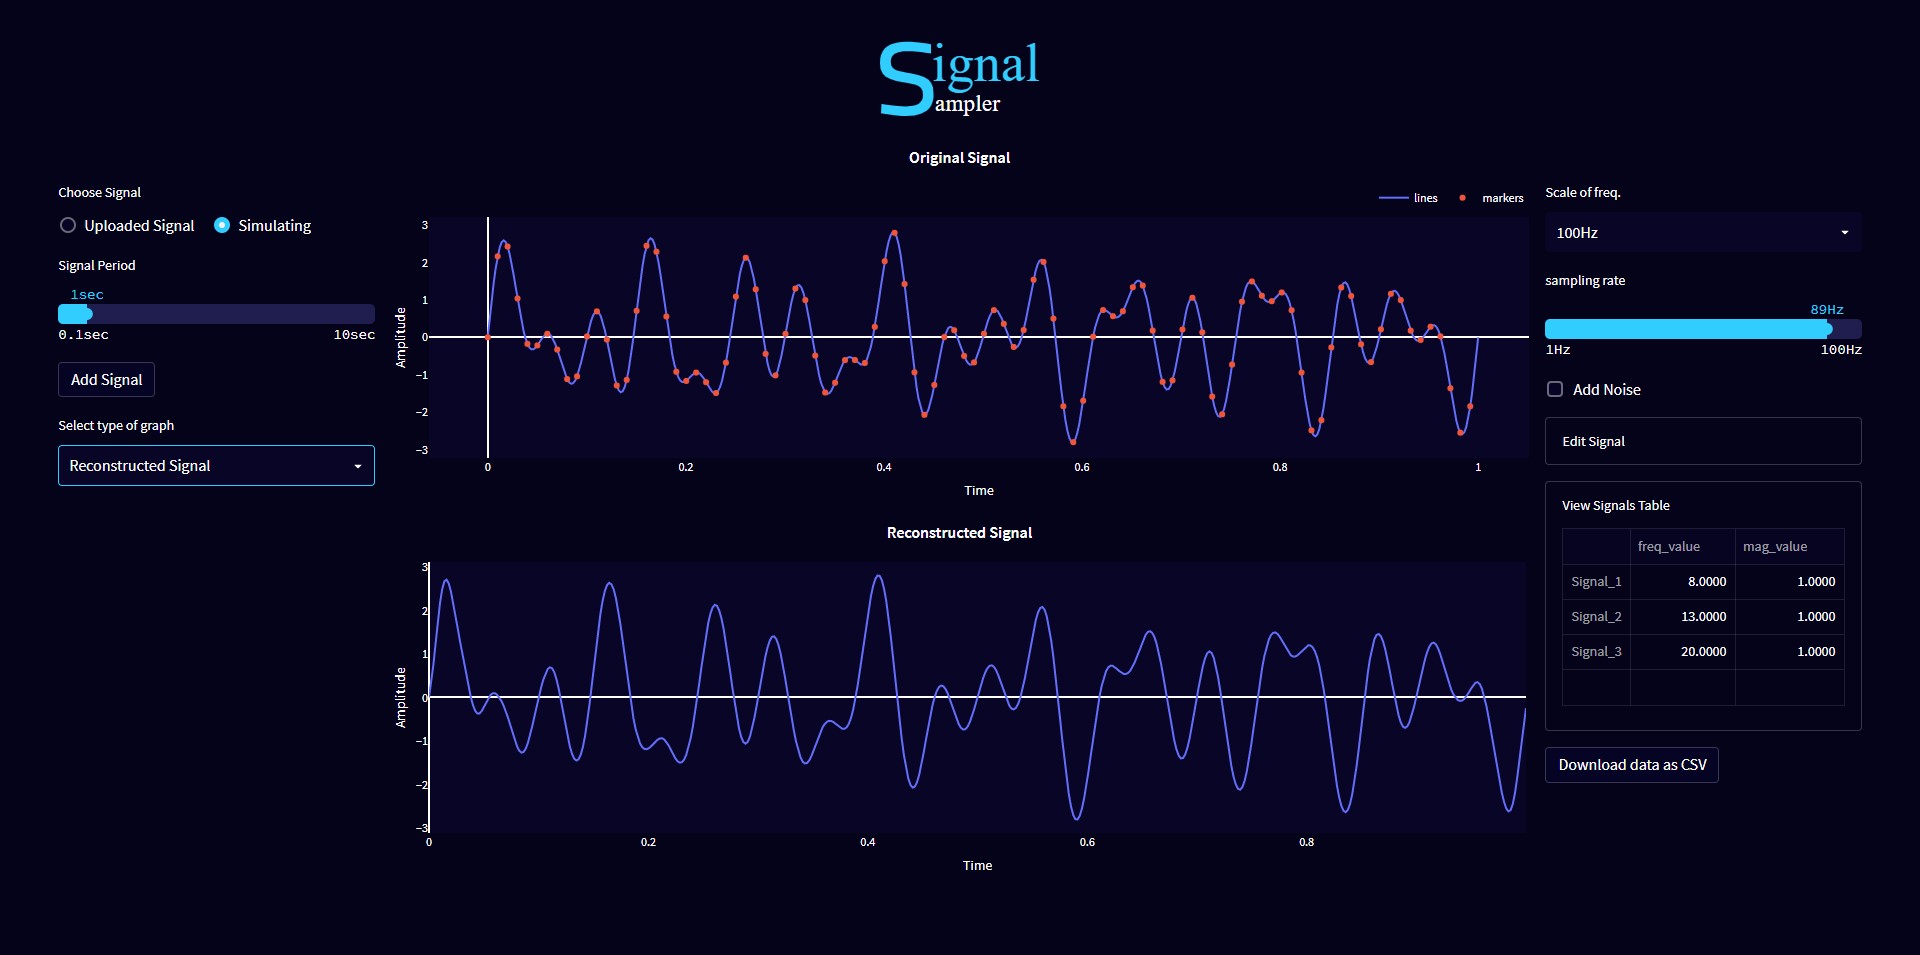 Signal
ampler
Original Signal
Choose Signal
Uploaded Signal
Simulating
Signal Period
1sec
0.1sec
10sec
Add Signal
Select type of graph
Reconstructed Signal
lines
markers
3
2
1
0
−1
−2
−3
Amplitude
0
0.2
0.4
0.6
0.8
1
Time
Reconstructed Signal
3
2
1
0
−1
−2
−3
Amplitude
0
0.2
0.4
0.6
0.8
Time
Scale of freq.
100Hz
sampling rate
89Hz
1Hz
100Hz
Add Noise
Edit Signal
View Signals Table
freq_value mag_value
Signal_1 8.0000 1.0000
Signal_2 13.0000 1.0000
Signal_3 20.0000 1.0000
Download data as CSV